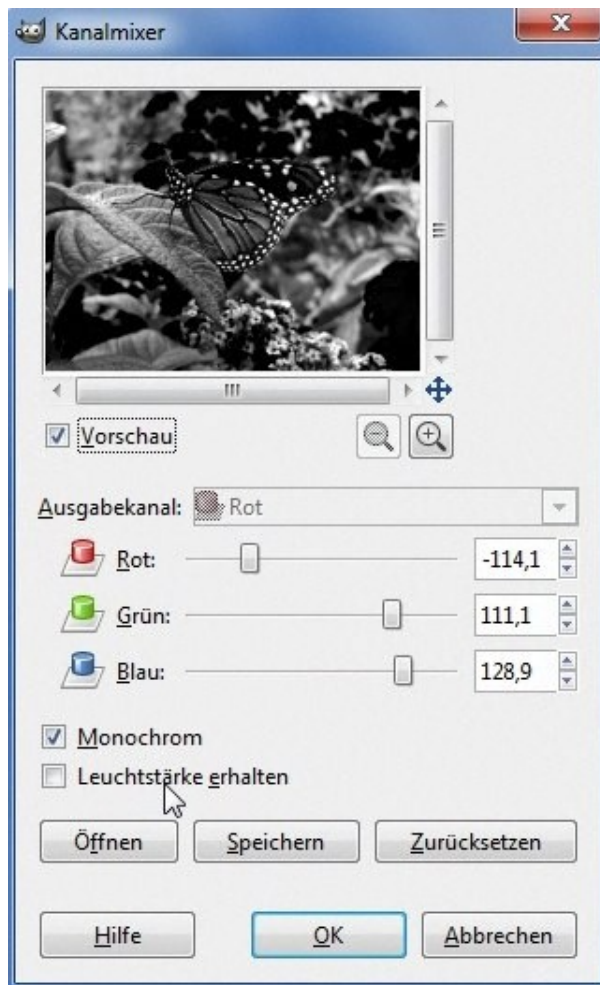 Kanalmixer
Vorschau
Ausgabekanal: Rot
Rot: -114,1
Grün: 111,1
Blau: 128,9
Monochrom
Leuchtstärke erhalten
Öffnen Speichern Zurücksetzen
Hilfe OK Abbrechen